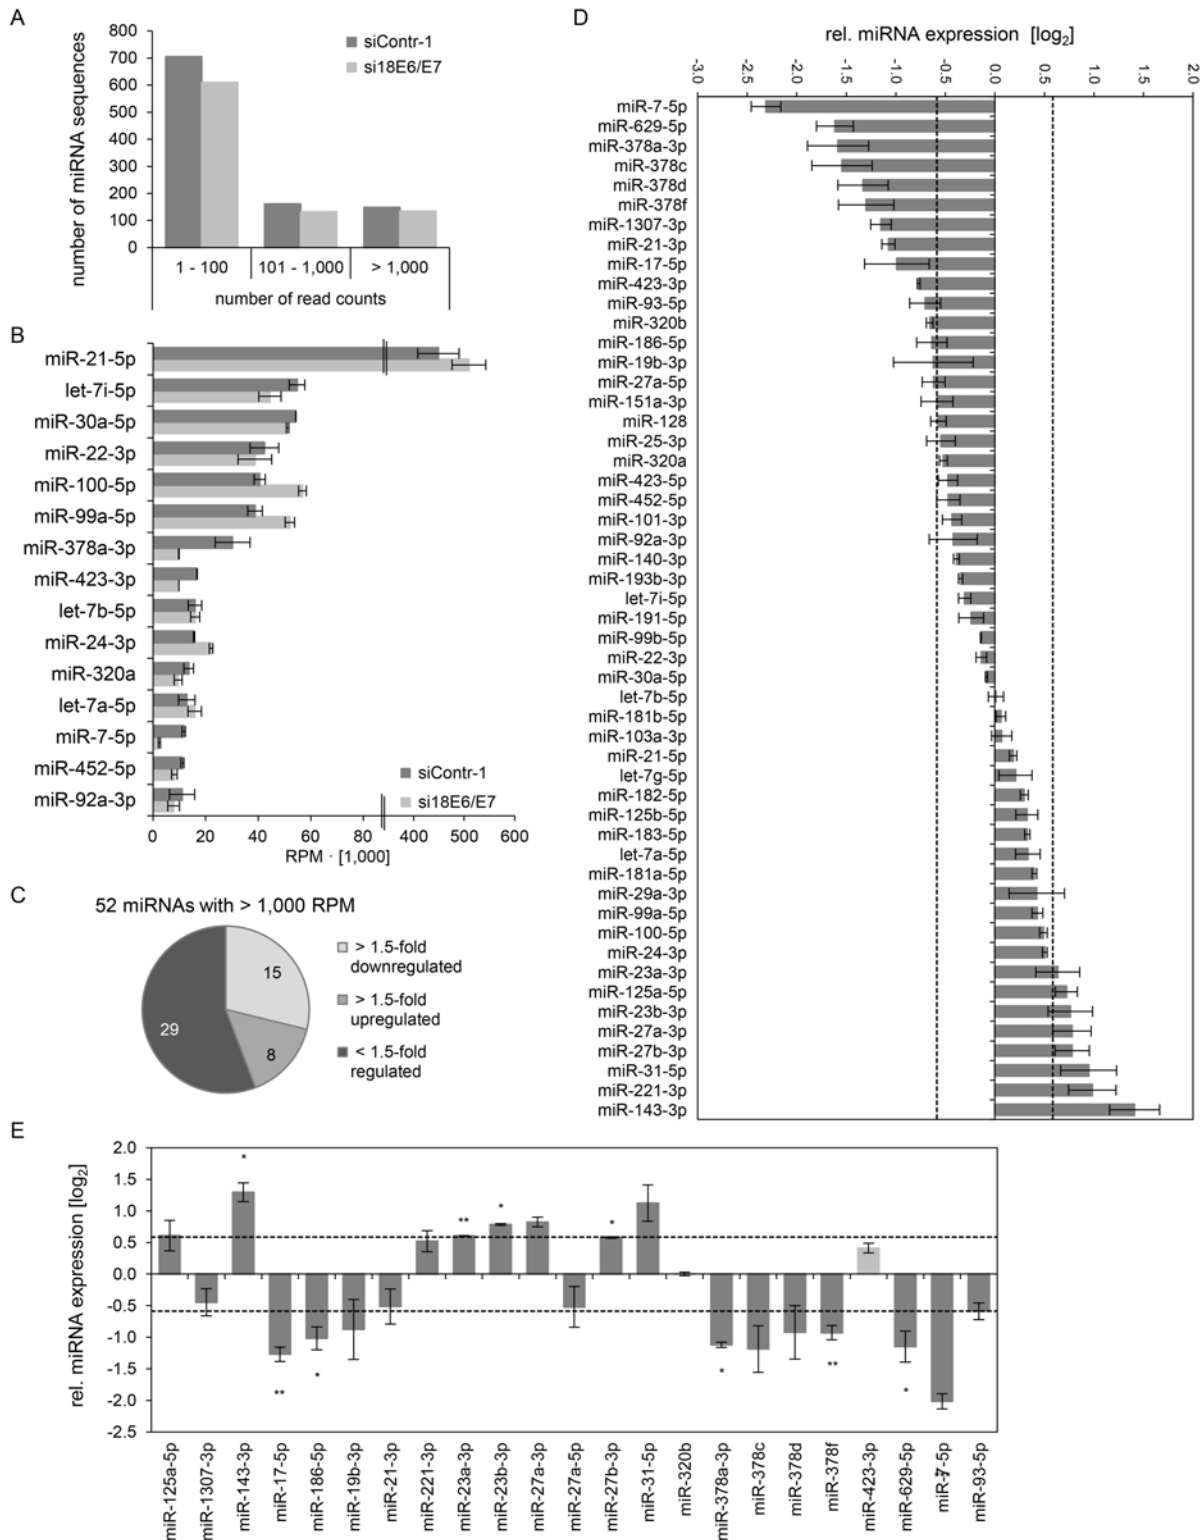 A
number of miRNA sequences
800
700
600
500
400
300
200
100
0
siContr-1
si18E6/E7
1 - 100
101 - 1,000
> 1,000
number of read counts
B
miR-21-5p
let-7i-5p
miR-30a-5p
miR-22-3p
miR-100-5p
miR-99a-5p
miR-378a-3p
miR-423-3p
let-7b-5p
miR-24-3p
miR-320a
let-7a-5p
miR-7-5p
miR-452-5p
miR-92a-3p
siContr-1
si18E6/E7
0 20 40 60 80 400 500 600
RPM · [1,000]
C
52 miRNAs with > 1,000 RPM
15
8
29
> 1.5-fold
downregulated
> 1.5-fold
upregulated
< 1.5-fold
regulated
D
rel. miRNA expression [log2]
-3.0 -2.5 -2.0 -1.5 -1.0 -0.5 0.0 0.5 1.0 1.5 2.0
miR-7-5p
miR-629-5p
miR-378a-3p
miR-378c
miR-378d
miR-378f
miR-1307-3p
miR-21-3p
miR-17-5p
miR-423-3p
miR-93-5p
miR-320b
miR-186-5p
miR-19b-3p
miR-27a-5p
miR-151a-3p
miR-128
miR-25-3p
miR-320a
miR-423-5p
miR-452-5p
miR-101-3p
miR-92a-3p
miR-140-3p
miR-193b-3p
let-7i-5p
miR-191-5p
miR-99b-5p
miR-22-3p
miR-30a-5p
let-7b-5p
miR-181b-5p
miR-103a-3p
miR-21-5p
let-7g-5p
miR-182-5p
miR-125b-5p
miR-183-5p
let-7a-5p
miR-181a-5p
miR-29a-3p
miR-99a-5p
miR-100-5p
miR-24-3p
miR-23a-3p
miR-125a-5p
miR-23b-3p
miR-27a-3p
miR-27b-3p
miR-31-5p
miR-221-3p
miR-143-3p
E
rel. miRNA expression [log2]
2.0
1.5
1.0
0.5
0.0
-0.5
-1.0
-1.5
-2.0
-2.5
* ** * *
** * * ** *
miR-125a-5p
miR-1307-3p
miR-143-3p
miR-17-5p
miR-186-5p
miR-19b-3p
miR-21-3p
miR-221-3p
miR-23a-3p
miR-23b-3p
miR-27a-3p
miR-27a-5p
miR-27b-3p
miR-31-5p
miR-320b
miR-378a-3p
miR-378c
miR-378d
miR-378f
miR-423-3p
miR-629-5p
miR-7-5p
miR-93-5p